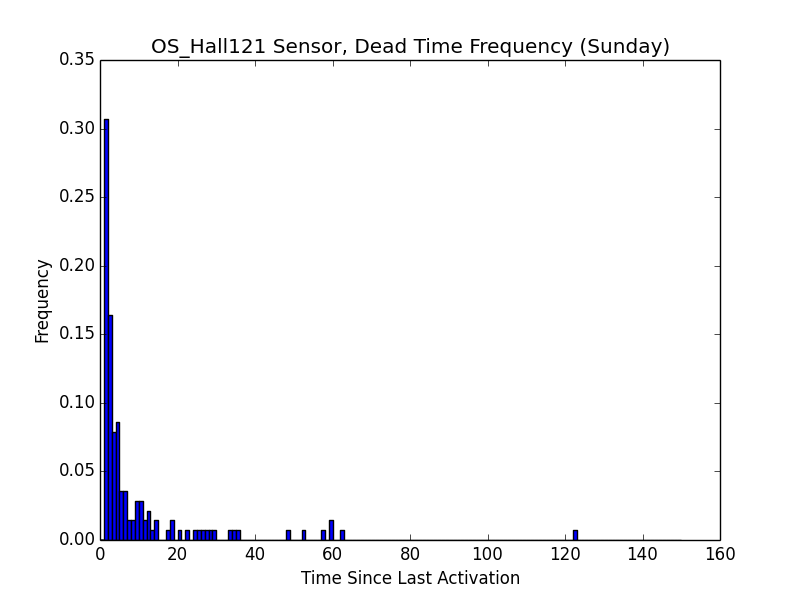 OS_Hall121 Sensor, Dead Time Frequency (Sunday)
0.35
0.30
0.25
0.20
0.15
0.10
0.05
0.00
Frequency
0 20 40 60 80 100 120 140 160
Time Since Last Activation